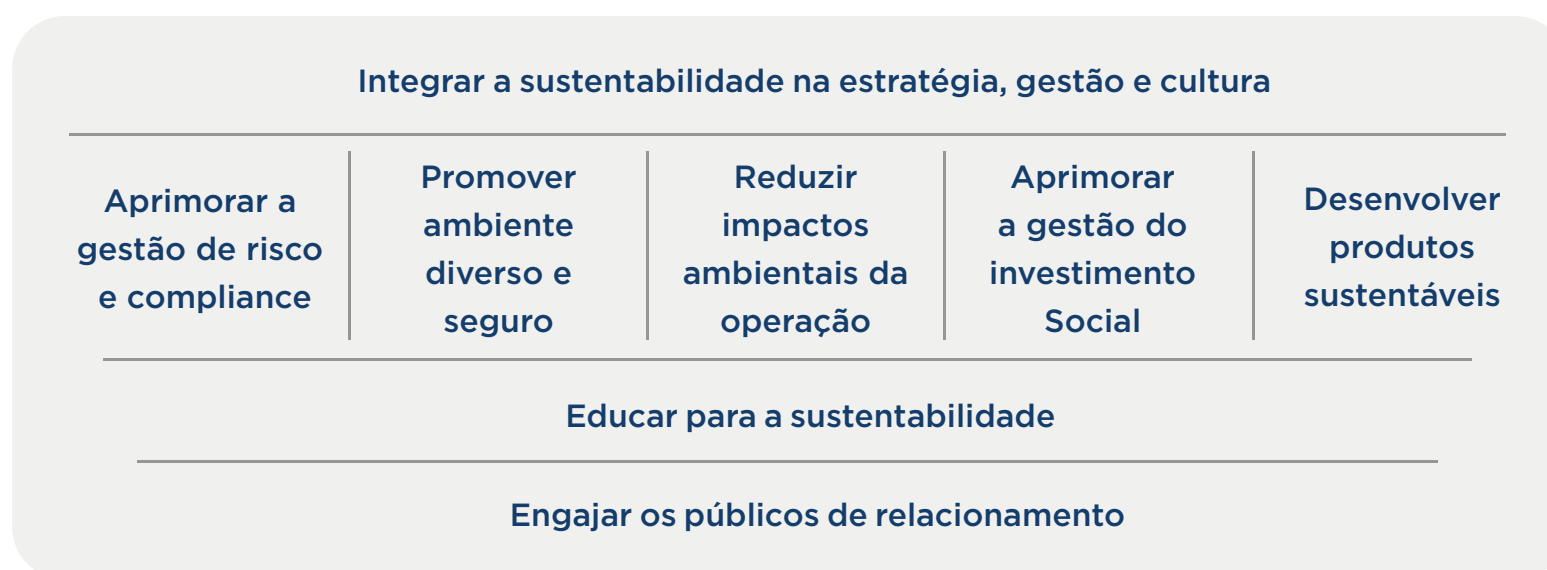 Integrar a sustentabilidade na estratégia, gestão e cultura
Aprimorar a
gestão de risco
e compliance
Promover
ambiente
diverso e
seguro
Reduzir
impactos
ambientais da
operação
Aprimorar
a gestão do
investimento
Social
Desenvolver
produtos
sustentáveis
Educar para a sustentabilidade
Engajar os públicos de relacionamento